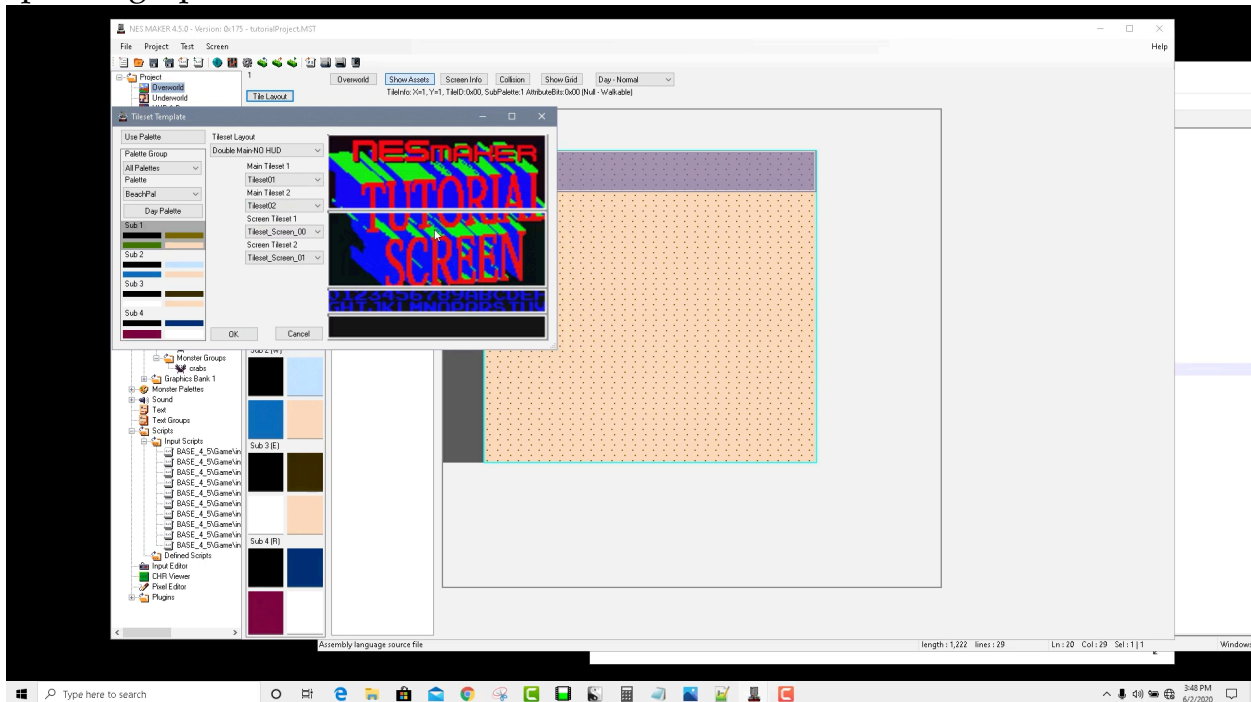 NES MAKER 4.5.0 - Version: 0x175 - tutorialProject.MST
File Project Test Screen Help
Project
Overworld
Underworld
1
Tile Layout
Overworld Show Assets Screen Info Collision Show Grid Day - Normal
TileInfo: X=1, Y=1, TileID:0x00, SubPalette:1 AttributeBits:0x00 (Null - Walkable)
Tileset Template
Use Palette
Palette Group
All Palettes
Palette
BeachPal
Day Palette
Sub 1
Sub 2
Sub 3
Sub 4
Tileset Layout
Double Main-NO HUD
Main Tileset 1
Tileset01
Main Tileset 2
Tileset02
Screen Tileset 1
Tileset_Screen_00
Screen Tileset 2
Tileset_Screen_01
OK Cancel
NESMAKER
TUTORIAL
SCREEN
0123456789ABCDEF
GHIJKLMNOPQRSTUV
Monster Groups
crabs
Graphics Bank 1
Monster Palettes
Sound
Text
Text Groups
Scripts
Input Scripts
BASE_4_5\Game\in
BASE_4_5\Game\in
BASE_4_5\Game\in
BASE_4_5\Game\in
BASE_4_5\Game\in
BASE_4_5\Game\in
BASE_4_5\Game\in
BASE_4_5\Game\in
BASE_4_5\Game\in
BASE_4_5\Game\in
Defined Scripts
Input Editor
CHR Viewer
Pixel Editor
Plugins
Sub 3 (E)
Sub 4 (R)
Assembly language source file length : 1,222 lines : 29 Ln : 20 Col : 29 Sel : 1 | 1 Windows
Type here to search
3:48 PM
6/2/2020